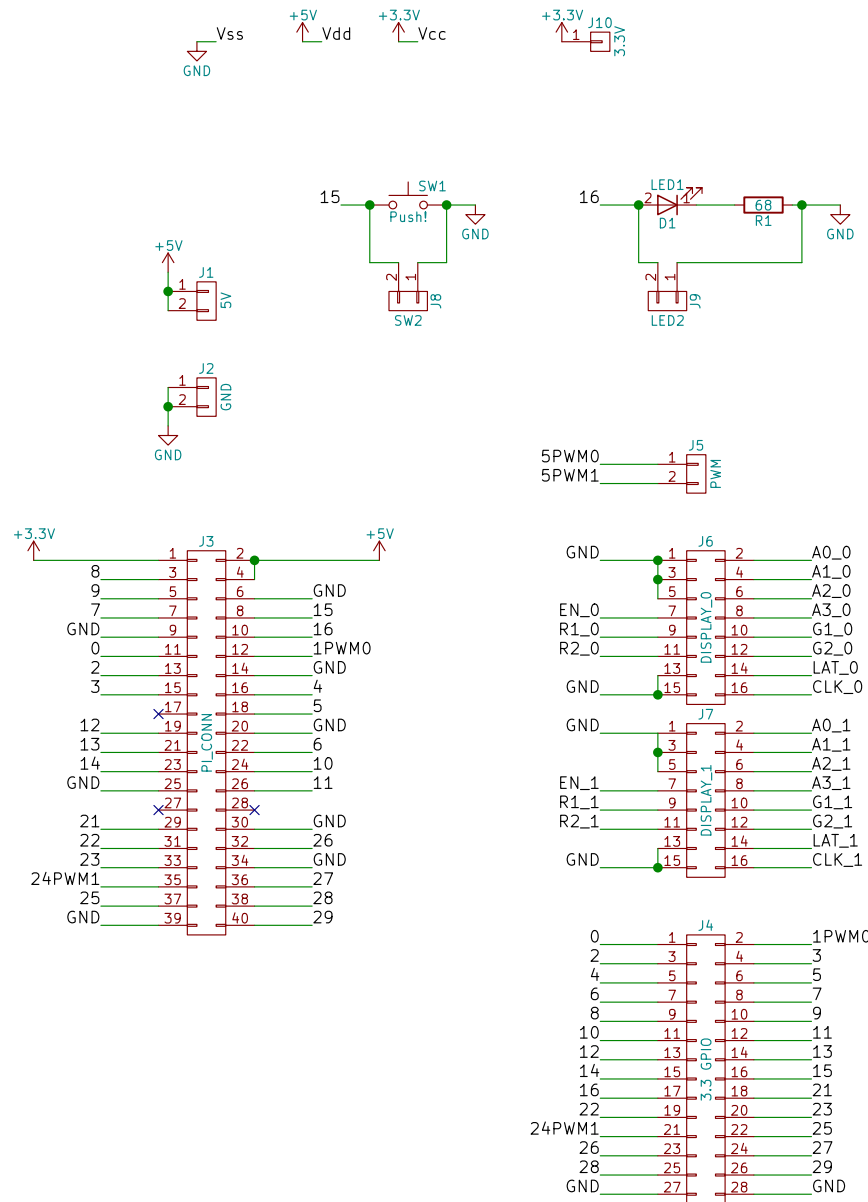 Vss
GND
+5V
Vdd
+3.3V
Vcc
+3.3V
1
J10
3.3V
15
SW1
Push!
GND
2
1
J8
SW2
16
LED1
2
1
D1
68
R1
GND
2
1
J9
LED2
+5V
J1
1
2
5V
J2
1
2
GND
GND
5PWM0
5PWM1
J5
1
2
PWM
+3.3V
J3
+5V
1 2
8 3 4
9 5 6 GND
7 7 8 15
GND 9 10 16
0 11 12 1PWM0
2 13 14 GND
3 15 16 4
17 18 5
12 19 20 GND
13 21 22 6
14 23 24 10
GND 25 26 11
27 28
21 29 30 GND
22 31 32 26
23 33 34 GND
24PWM1 35 36 27
25 37 38 28
GND 39 40 29
PI_CONN
J6
GND 1 2 A0_0
3 4 A1_0
5 6 A2_0
EN_0 7 8 A3_0
R1_0 9 10 G1_0
R2_0 11 12 G2_0
13 14 LAT_0
GND 15 16 CLK_0
DISPLAY_0
J7
GND 1 2 A0_1
3 4 A1_1
5 6 A2_1
EN_1 7 8 A3_1
R1_1 9 10 G1_1
R2_1 11 12 G2_1
13 14 LAT_1
GND 15 16 CLK_1
DISPLAY_1
J4
0 1 2 1PWM0
2 3 4 3
4 5 6 5
6 7 8 7
8 9 10 9
10 11 12 11
12 13 14 13
14 15 16 15
16 17 18 21
22 19 20 23
24PWM1 21 22 25
26 23 24 27
28 25 26 29
GND 27 28 GND
3.3 GPIO